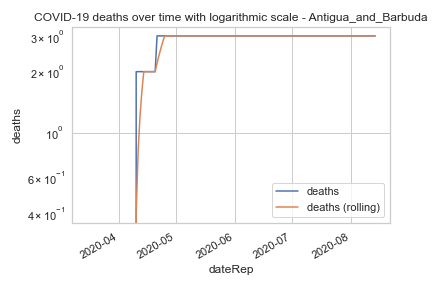 COVID-19 deaths over time with logarithmic scale - Antigua_and_Barbuda
3 × 10⁰
2 × 10⁰
10⁰
6 × 10⁻¹
4 × 10⁻¹
deaths
deaths
deaths (rolling)
2020-04
2020-05
2020-06
2020-07
2020-08
dateRep